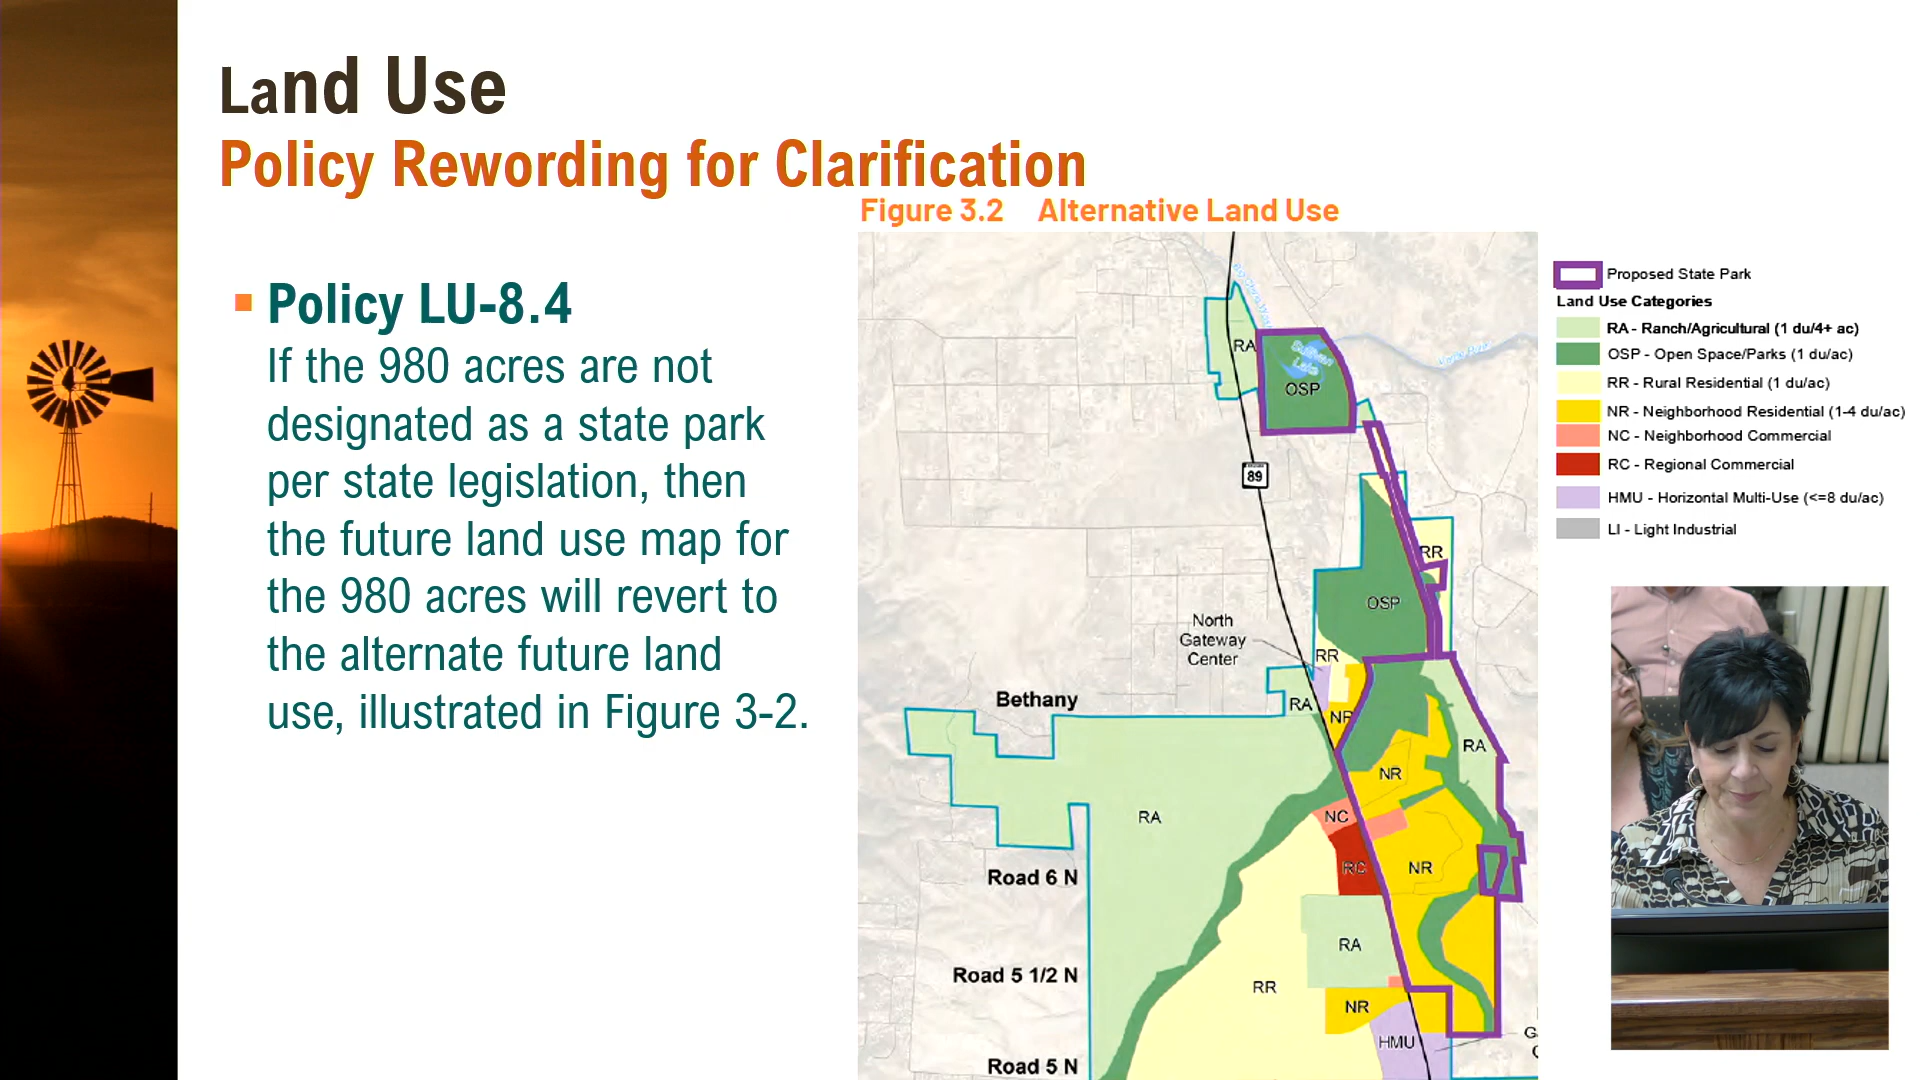 Land Use
Policy Rewording for Clarification
Figure 3.2 Alternative Land Use
Policy LU-8.4
If the 980 acres are not
designated as a state park
per state legislation, then
the future land use map for
the 980 acres will revert to
the alternate future land
use, illustrated in Figure 3-2.
Proposed State Park
Land Use Categories
RA - Ranch/Agricultural (1 du/4+ ac)
OSP - Open Space/Parks (1 du/ac)
RR - Rural Residential (1 du/ac)
NR - Neighborhood Residential (1-4 du/ac)
NC - Neighborhood Commercial
RC - Regional Commercial
HMU - Horizontal Multi-Use (<=8 du/ac)
LI - Light Industrial
RA
Sullivan
Lake
OSP
89
RR
OSP
North
Gateway
Center
RR
Bethany
RA
NR
RA
NR
RA
NC
RC
NR
Road 6 N
RA
Road 5 1/2 N
RR
NR
HMU
Road 5 N